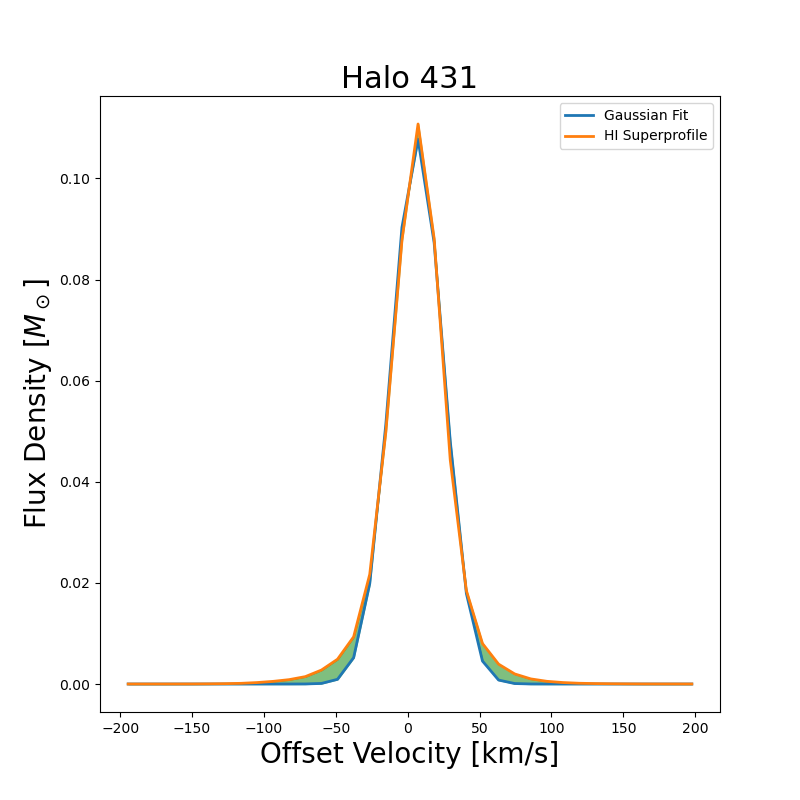 Halo 431
Gaussian Fit
HI Superprofile
0.10
0.08
0.06
0.04
0.02
0.00
Flux Density [M_⊙]
−200 −150 −100 −50 0 50 100 150 200
Offset Velocity [km/s]